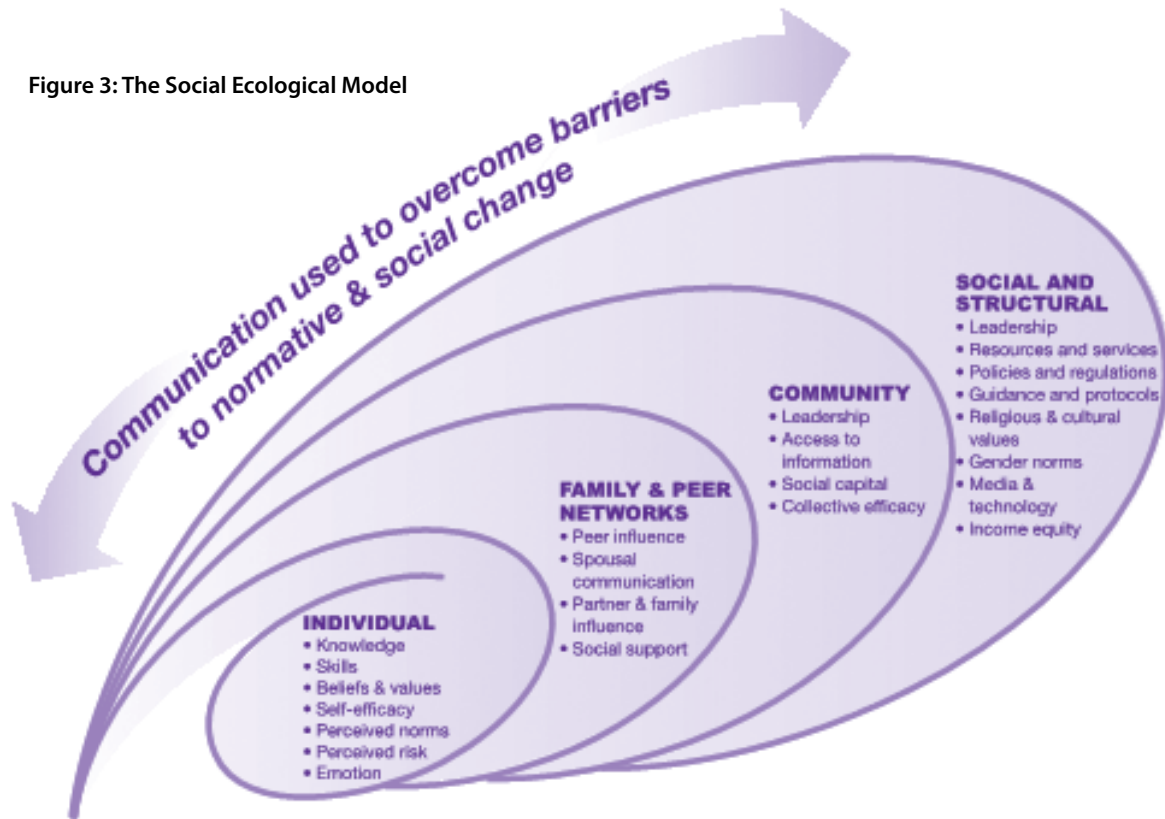 Figure 3: The Social Ecological Model
Communication used to overcome barriers
to normative & social change
INDIVIDUAL
• Knowledge
• Skills
• Beliefs & values
• Self-efficacy
• Perceived norms
• Perceived risk
• Emotion
FAMILY & PEER
NETWORKS
• Peer influence
• Spousal
communication
• Partner & family
influence
• Social support
COMMUNITY
• Leadership
• Access to
information
• Social capital
• Collective efficacy
SOCIAL AND
STRUCTURAL
• Leadership
• Resources and services
• Policies and regulations
• Guidance and protocols
• Religious & cultural
values
• Gender norms
• Media &
technology
• Income equity